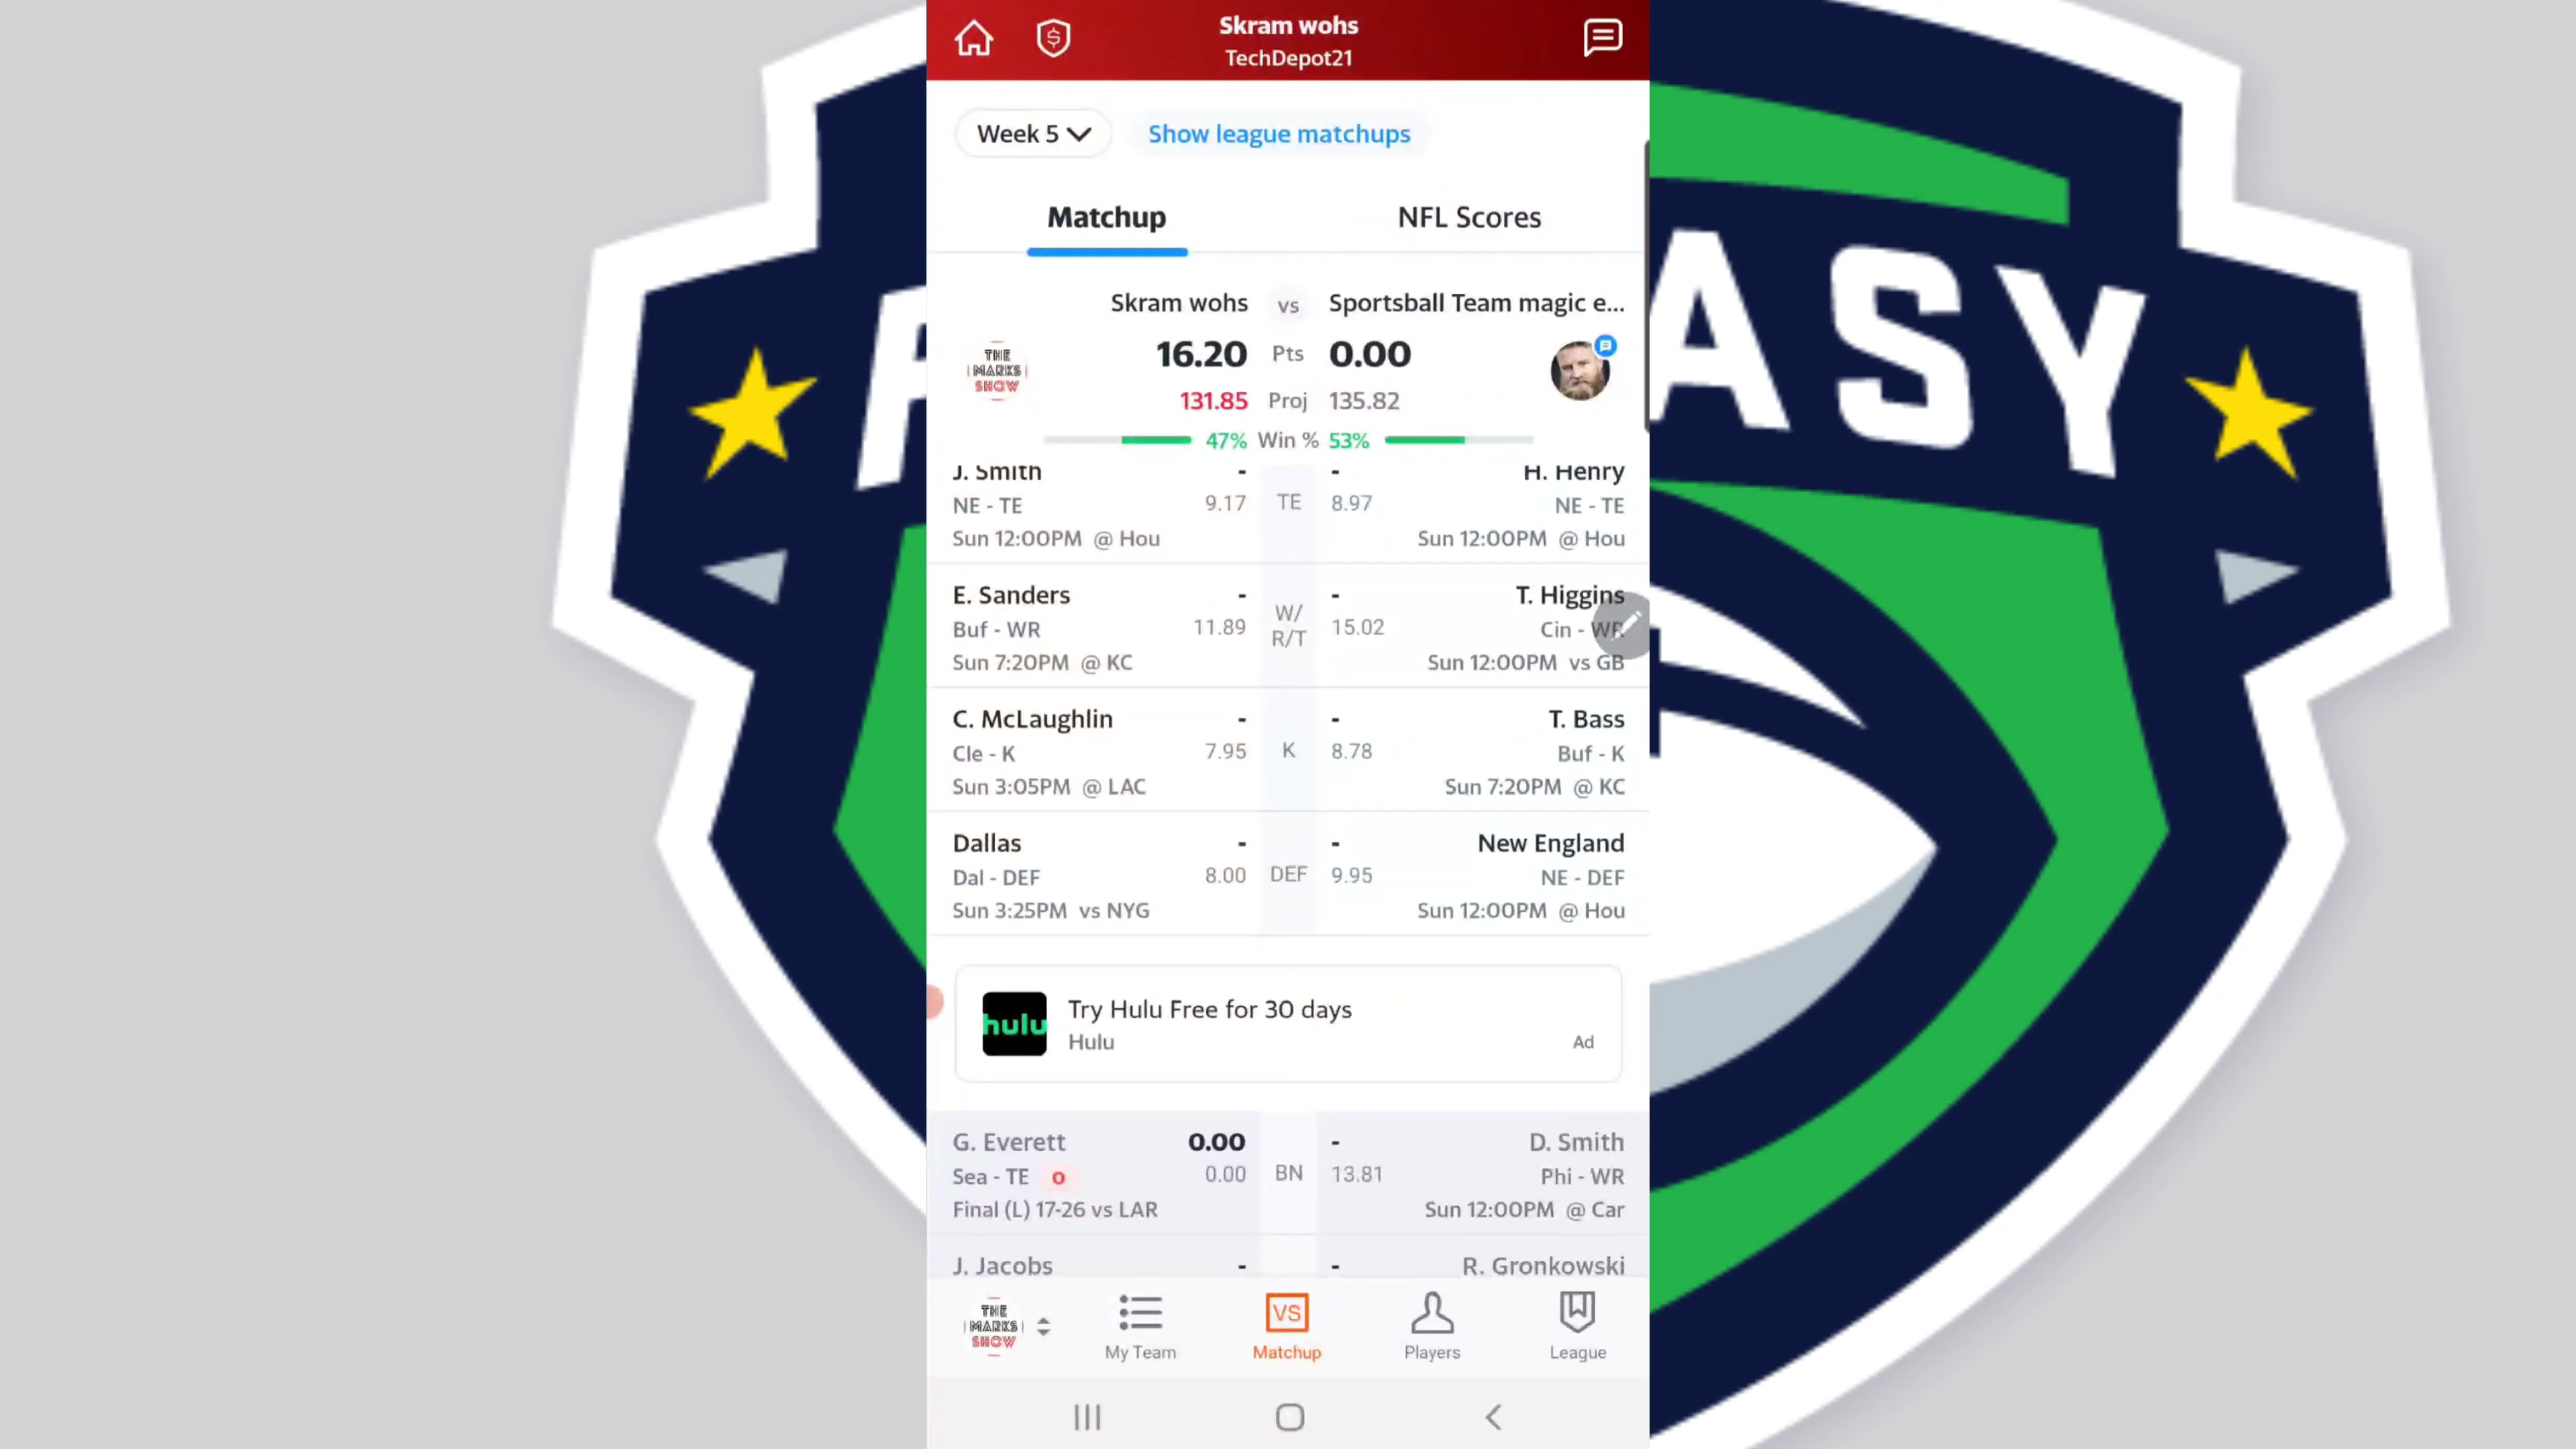 Skram wohs
TechDepot21
Week 5
Show league matchups
Matchup
NFL Scores
Skram wohs vs Sportsball Team magic e...
THE MARKS SHOW
16.20 Pts 0.00
131.85 Proj 135.82
47% Win % 53%
J. Smith - - H. Henry
NE - TE 9.17 TE 8.97 NE - TE
Sun 12:00PM @ Hou Sun 12:00PM @ Hou
E. Sanders - - T. Higgins
Buf - WR 11.89 W/R/T 15.02 Cin - WR
Sun 7:20PM @ KC Sun 12:00PM vs GB
C. McLaughlin - - T. Bass
Cle - K 7.95 K 8.78 Buf - K
Sun 3:05PM @ LAC Sun 7:20PM @ KC
Dallas - - New England
Dal - DEF 8.00 DEF 9.95 NE - DEF
Sun 3:25PM vs NYG Sun 12:00PM @ Hou
hulu
Try Hulu Free for 30 days
Hulu Ad
G. Everett 0.00 - D. Smith
Sea - TE O 0.00 BN 13.81 Phi - WR
Final (L) 17-26 vs LAR Sun 12:00PM @ Car
J. Jacobs - - R. Gronkowski
THE MARKS SHOW
My Team
VS
Matchup
Players
League
ASY